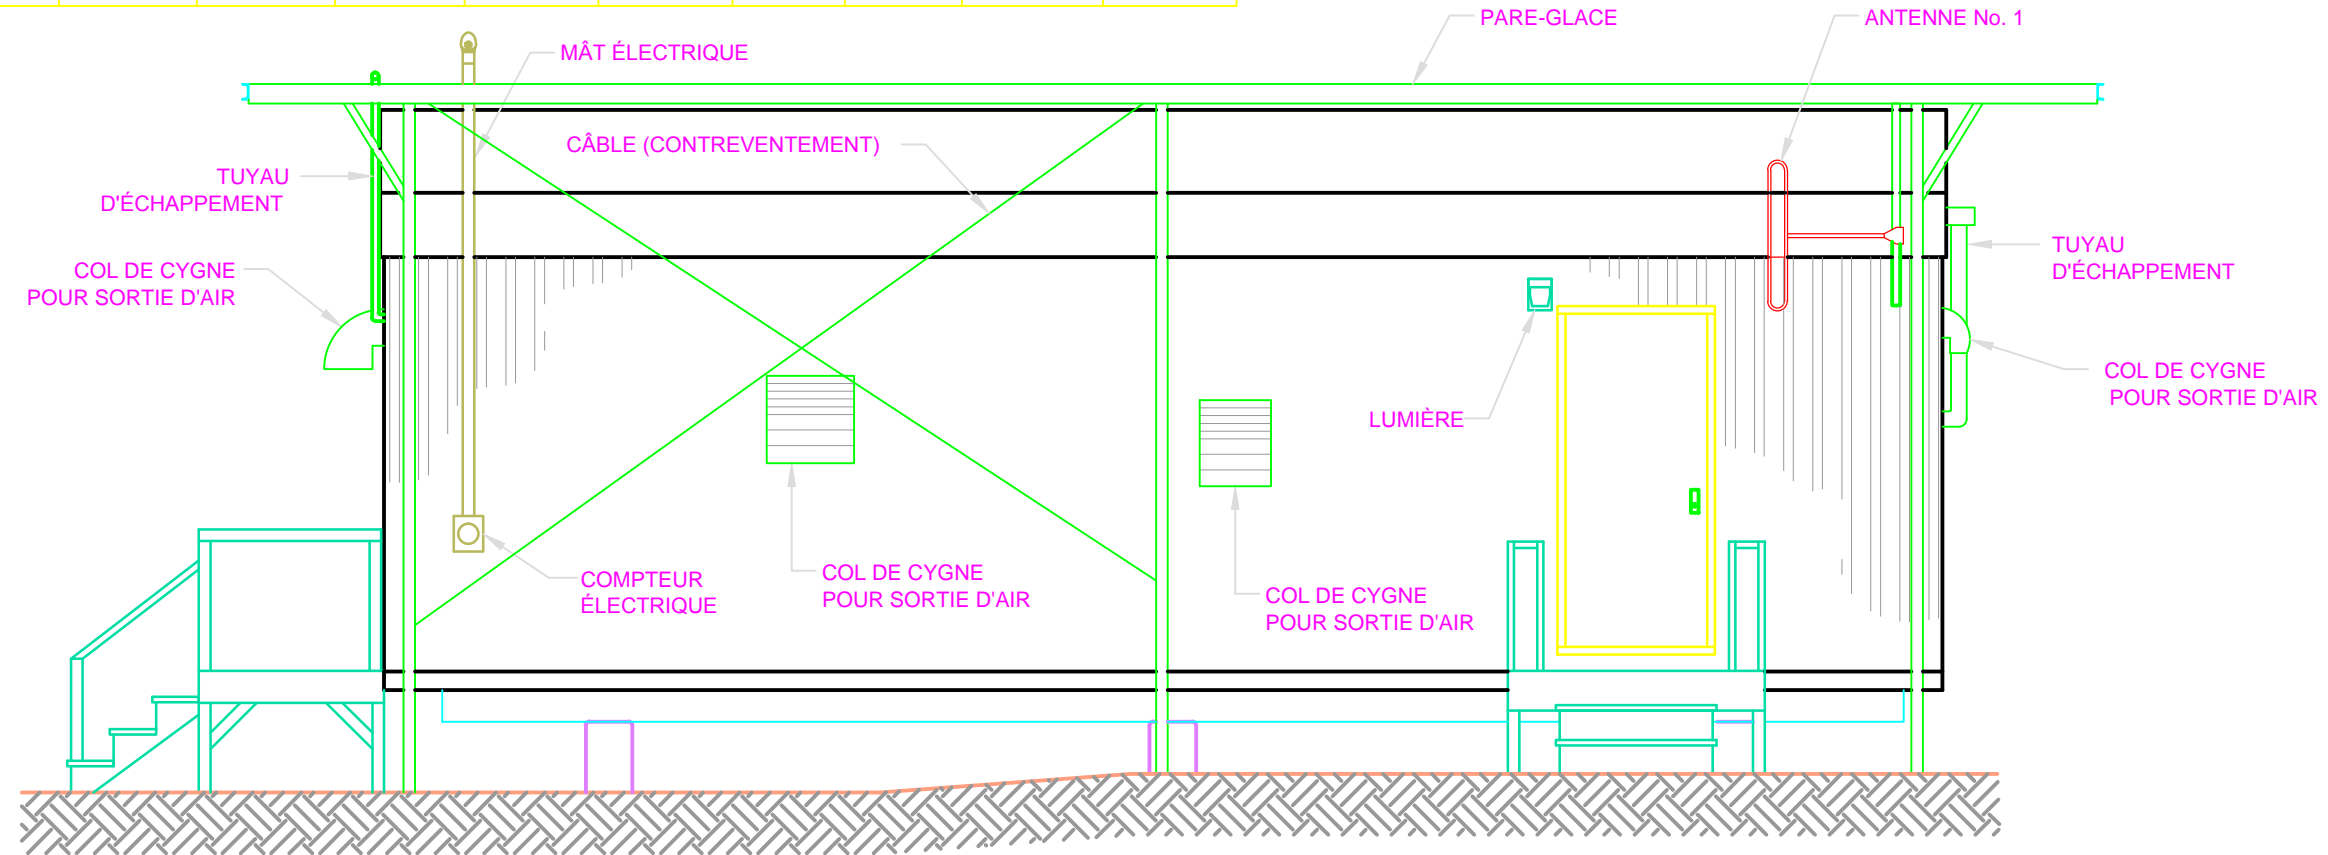 PARE-GLACE
ANTENNE No. 1
MÂT ÉLECTRIQUE
CÂBLE (CONTREVENTEMENT)
TUYAU
D'ÉCHAPPEMENT
COL DE CYGNE
POUR SORTIE D'AIR
TUYAU
D'ÉCHAPPEMENT
COL DE CYGNE
POUR SORTIE D'AIR
LUMIÈRE
COMPTEUR
ÉLECTRIQUE
COL DE CYGNE
POUR SORTIE D'AIR
COL DE CYGNE
POUR SORTIE D'AIR